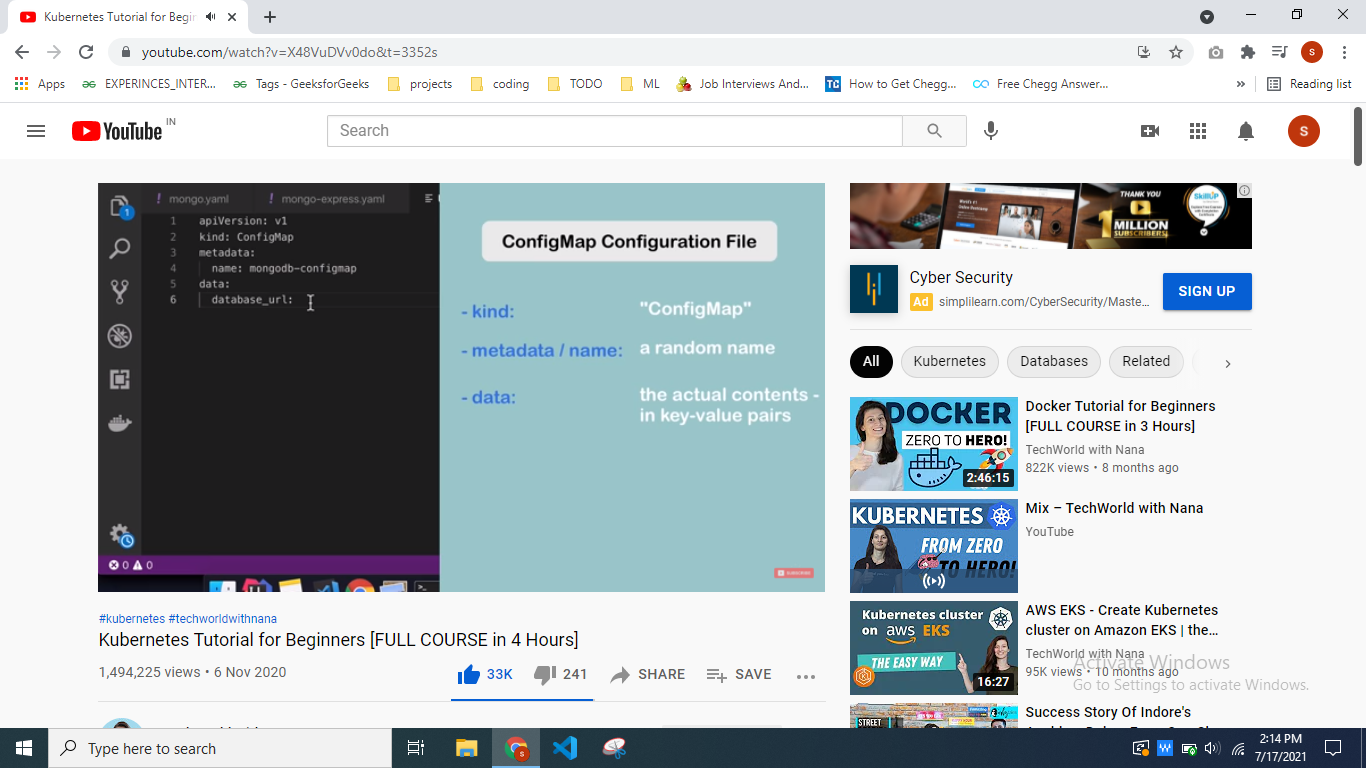 Kubernetes Tutorial for Begin
youtube.com/watch?v=X48VuDVv0do&t=3352s
Apps
EXPERINCES_INTER...
Tags - GeeksforGeeks
projects
coding
TODO
ML
Job Interviews And...
TC
How to Get Chegg...
Free Chegg Answer...
»
Reading list
YouTube IN
Search
S
S
mongo.yaml
mongo-express.yaml
1 apiVersion: v1
2 kind: ConfigMap
3 metadata:
4 name: mongodb-configmap
5 data:
6 database_url:
1
0 0
ConfigMap Configuration File
- kind: "ConfigMap"
- metadata / name: a random name
- data: the actual contents -
in key-value pairs
SUBSCRIBE
#kubernetes #techworldwithnana
Kubernetes Tutorial for Beginners [FULL COURSE in 4 Hours]
1,494,225 views • 6 Nov 2020
33K
241
SHARE
SAVE
THANK YOU
1 MILLION
SUBSCRIBERS
SKILLUP
Cyber Security
Ad simplilearn.com/CyberSecurity/Maste...
SIGN UP
All
Kubernetes
Databases
Related
DOCKER
ZERO TO HERO!
2:46:15
Docker Tutorial for Beginners
[FULL COURSE in 3 Hours]
TechWorld with Nana
822K views • 8 months ago
KUBERNETES
FROM ZERO
TO HERO!
Mix – TechWorld with Nana
YouTube
Kubernetes cluster
on aws EKS
THE EASY WAY
16:27
AWS EKS - Create Kubernetes
cluster on Amazon EKS | the...
TechWorld with Nana
95K views • 10 months ago
STREET
Success Story Of Indore's
Activate Windows
Go to Settings to activate Windows.
Type here to search
S
W
2:14 PM
7/17/2021